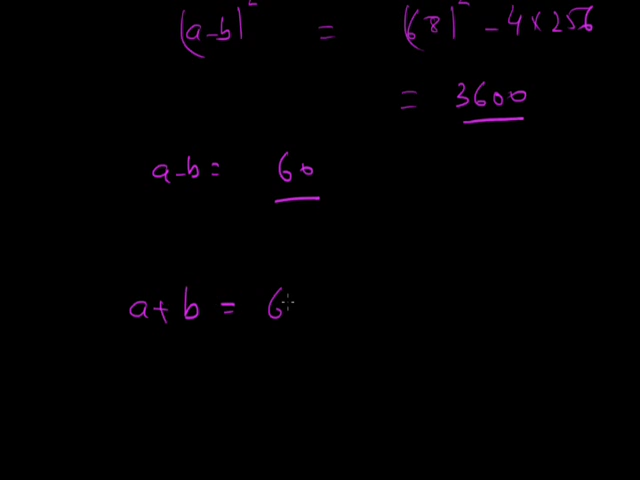 (a-b)² = (68)² - 4×256
= 3600
a-b= 60
a+b = 6